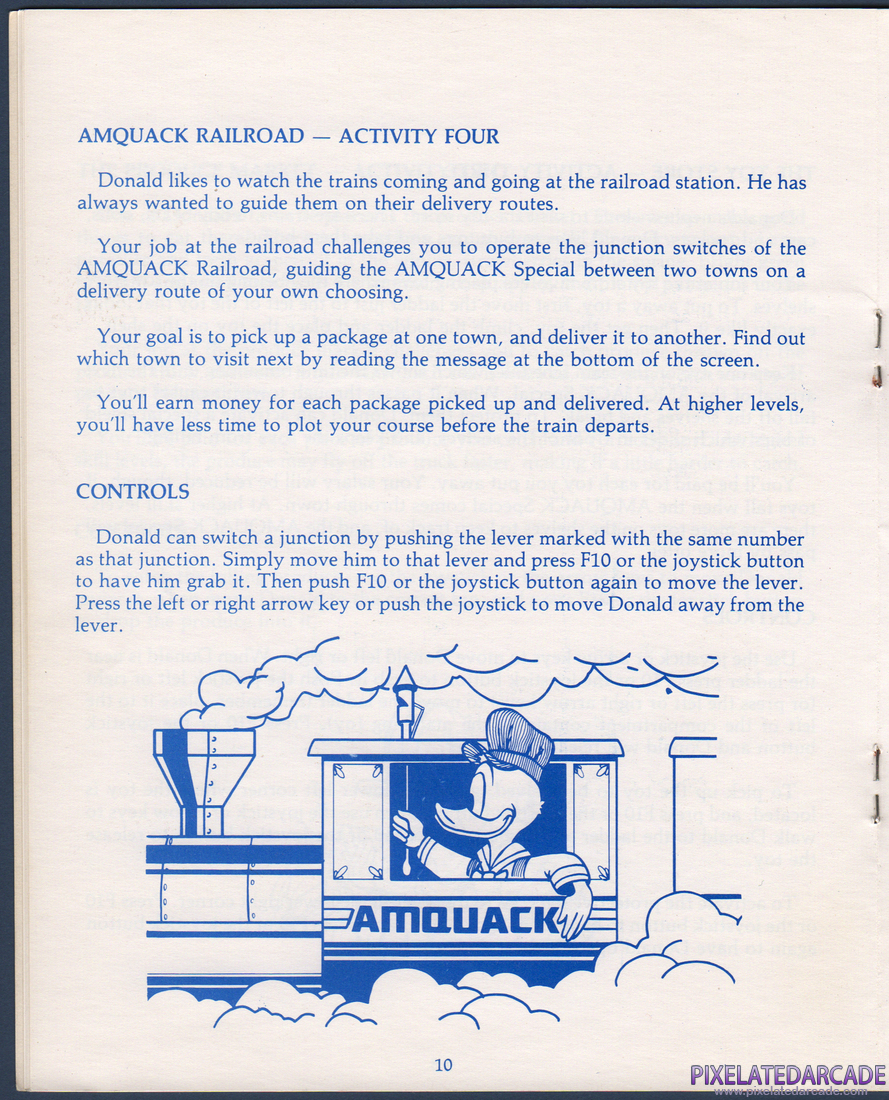 AMQUACK RAILROAD — ACTIVITY FOUR
Donald likes to watch the trains coming and going at the railroad station. He has
always wanted to guide them on their delivery routes.
Your job at the railroad challenges you to operate the junction switches of the
AMQUACK Railroad, guiding the AMQUACK Special between two towns on a
delivery route of your own choosing.
Your goal is to pick up a package at one town, and deliver it to another. Find out
which town to visit next by reading the message at the bottom of the screen.
You'll earn money for each package picked up and delivered. At higher levels,
you'll have less time to plot your course before the train departs.
CONTROLS
Donald can switch a junction by pushing the lever marked with the same number
as that junction. Simply move him to that lever and press F10 or the joystick button
to have him grab it. Then push F10 or the joystick button again to move the lever.
Press the left or right arrow key or push the joystick to move Donald away from the
lever.
AMQUACK
10
PIXELATEDARCADE
www.pixelatedarcade.com